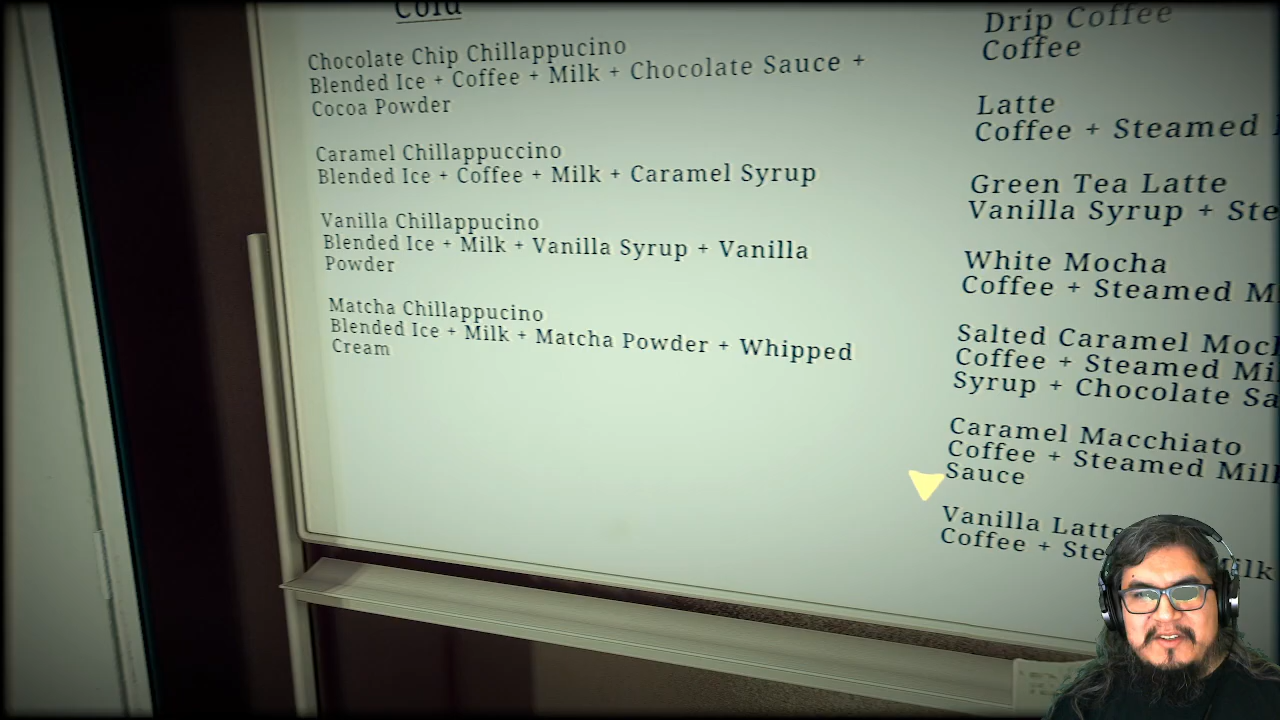 Cold
Chocolate Chip Chillappucino
Blended Ice + Coffee + Milk + Chocolate Sauce +
Cocoa Powder
Caramel Chillappuccino
Blended Ice + Coffee + Milk + Caramel Syrup
Vanilla Chillappucino
Blended Ice + Milk + Vanilla Syrup + Vanilla
Powder
Matcha Chillappucino
Blended Ice + Milk + Matcha Powder + Whipped
Cream
Drip Coffee
Coffee
Latte
Coffee + Steamed
Green Tea Latte
Vanilla Syrup +
White Mocha
Coffee + Steamed
Salted Caramel
Coffee + Steamed
Syrup + Chocolate
Caramel Macchiato
Coffee + Steamed Milk
Sauce
Vanilla Latte
Coffee +